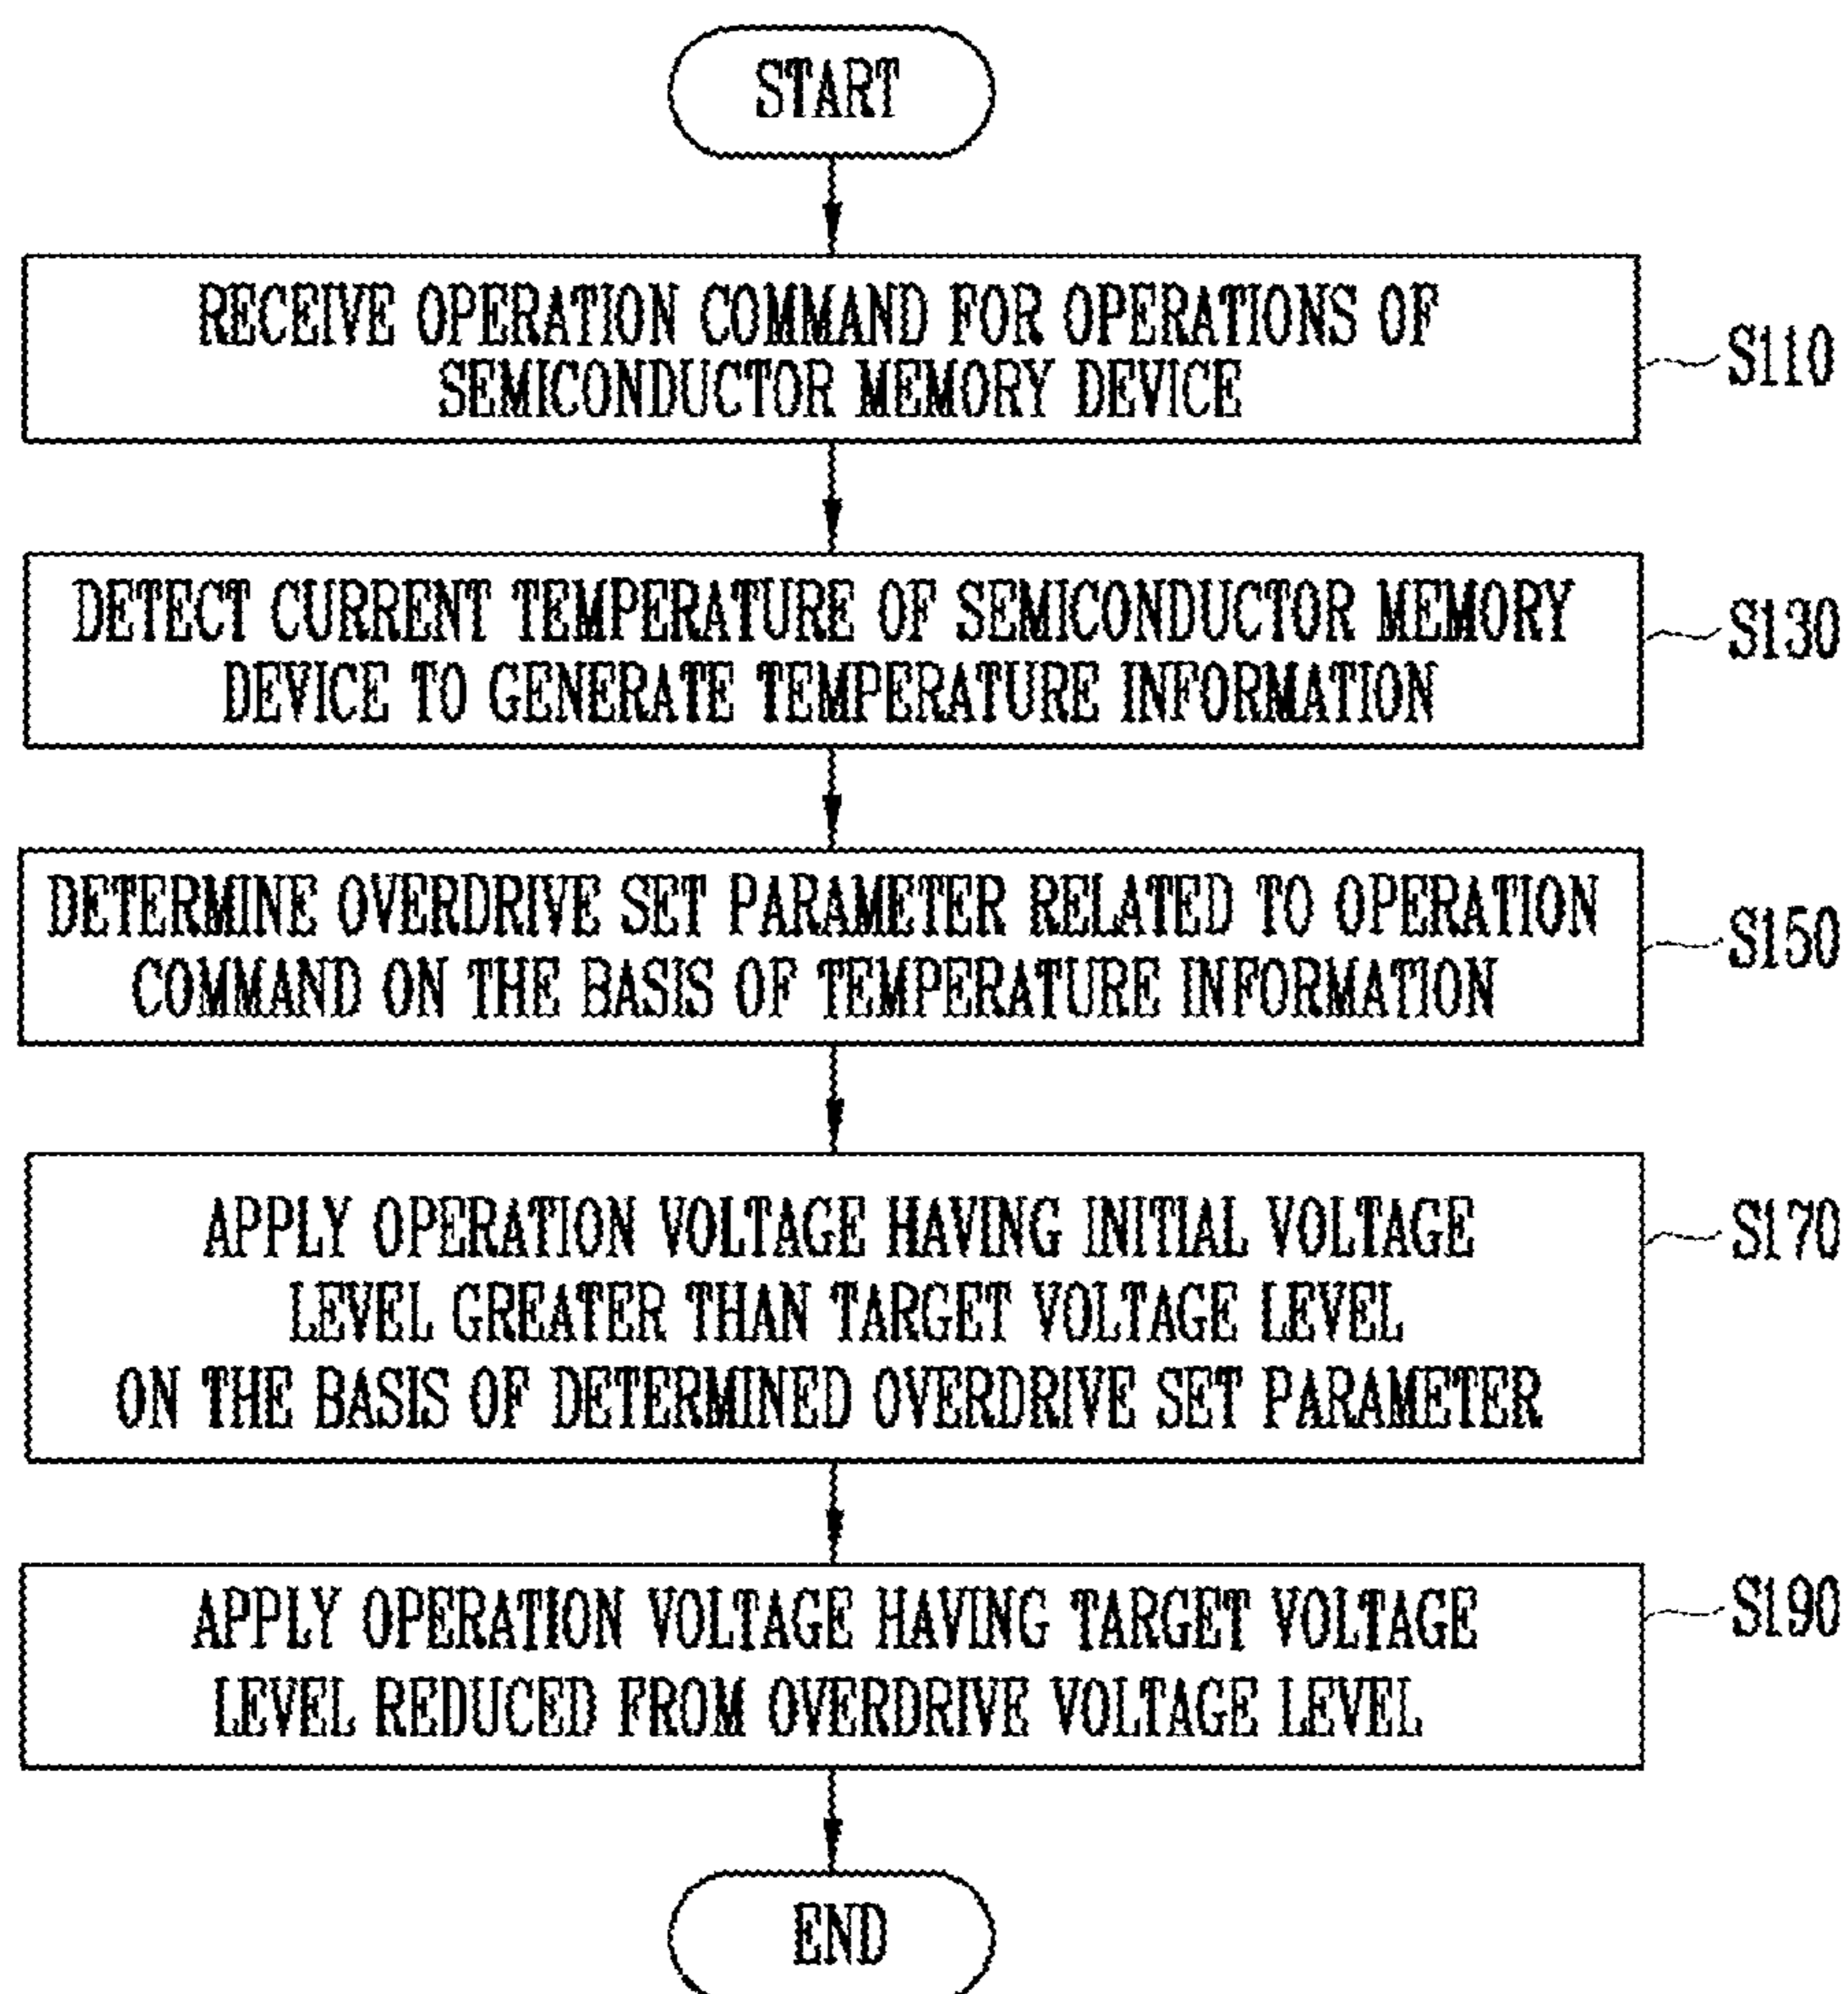 START
RECEIVE OPERATION COMMAND FOR OPERATIONS OF
SEMICONDUCTOR MEMORY DEVICE
S110
DETECT CURRENT TEMPERATURE OF SEMICONDUCTOR MEMORY
DEVICE TO GENERATE TEMPERATURE INFORMATION
S130
DETERMINE OVERDRIVE SET PARAMETER RELATED TO OPERATION
COMMAND ON THE BASIS OF TEMPERATURE INFORMATION
S150
APPLY OPERATION VOLTAGE HAVING INITIAL VOLTAGE
LEVEL GREATER THAN TARGET VOLTAGE LEVEL
ON THE BASIS OF DETERMINED OVERDRIVE SET PARAMETER
S170
APPLY OPERATION VOLTAGE HAVING TARGET VOLTAGE
LEVEL REDUCED FROM OVERDRIVE VOLTAGE LEVEL
S190
END